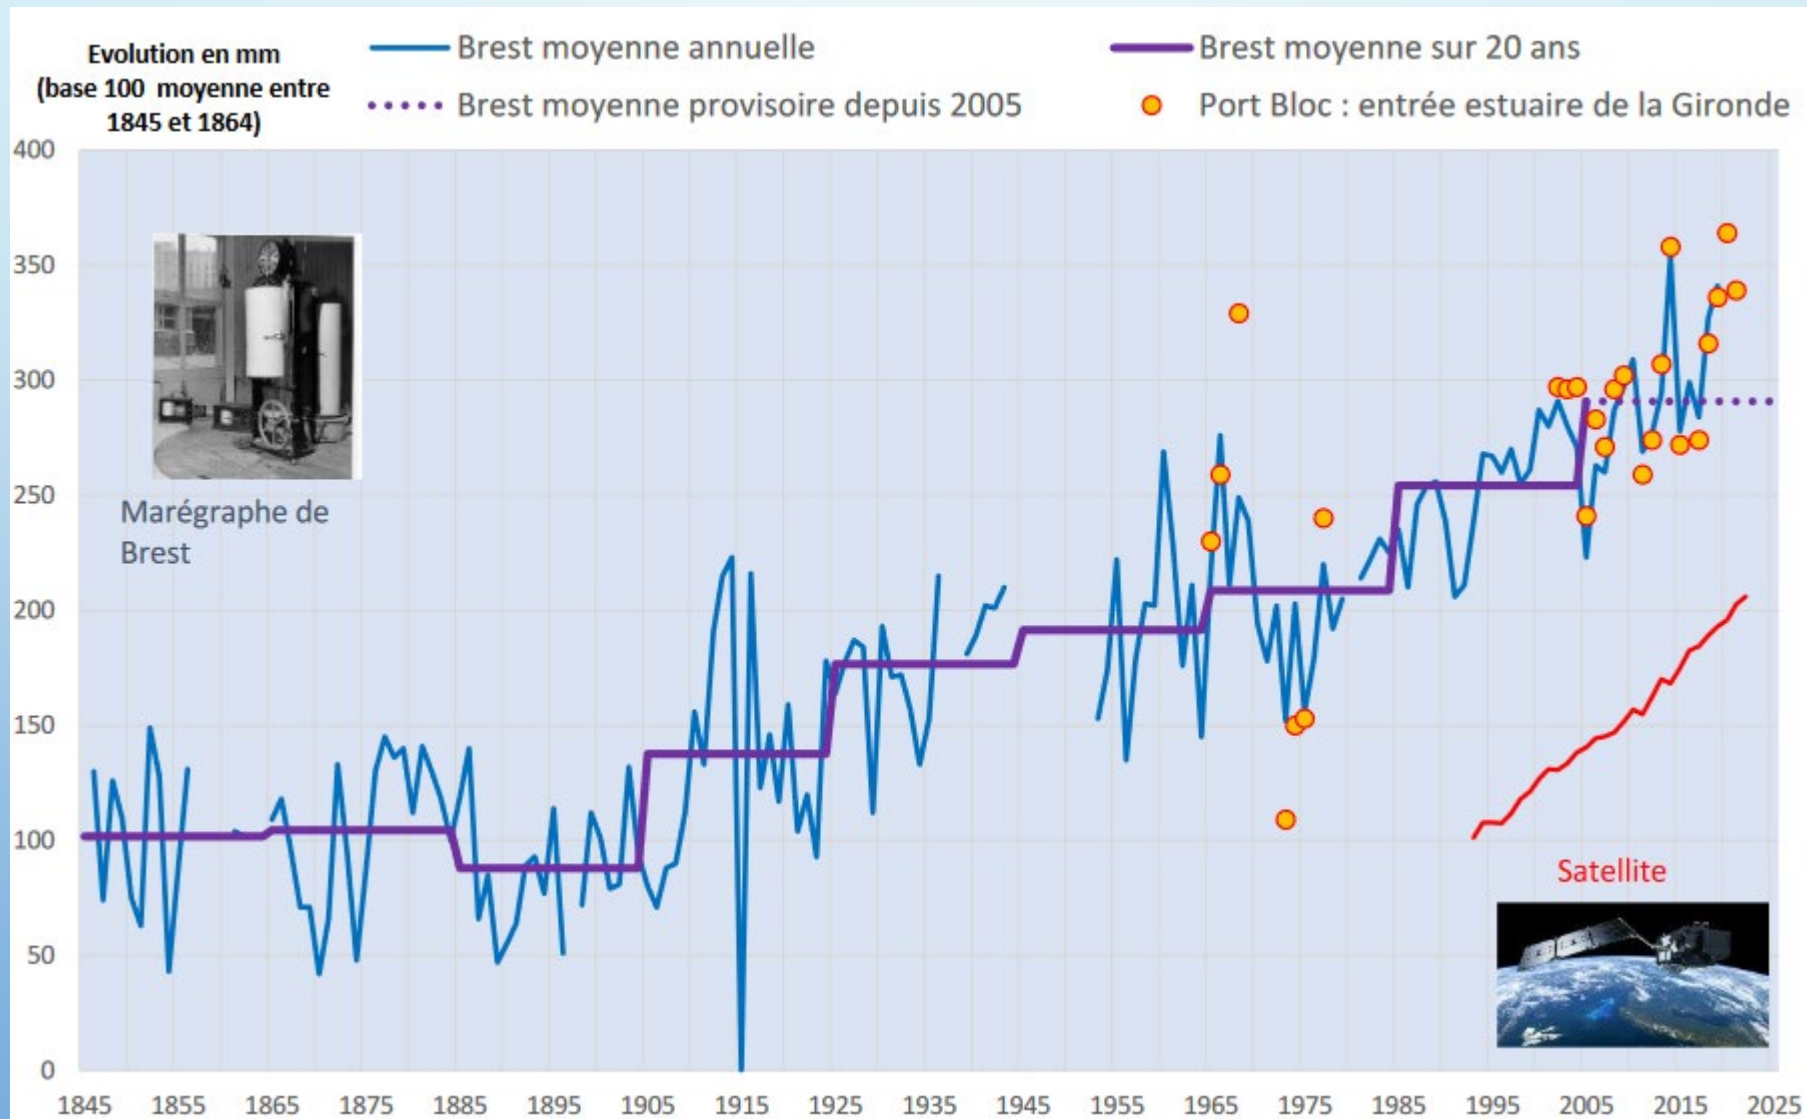 Evolution en mm
(base 100 moyenne entre
1845 et 1864)
Brest moyenne annuelle
Brest moyenne sur 20 ans
Brest moyenne provisoire depuis 2005
Port Bloc : entrée estuaire de la Gironde
400
350
300
250
200
150
100
50
0
Marégraphe de
Brest
Satellite
1845 1855 1865 1875 1885 1895 1905 1915 1925 1935 1945 1955 1965 1975 1985 1995 2005 2015 2025